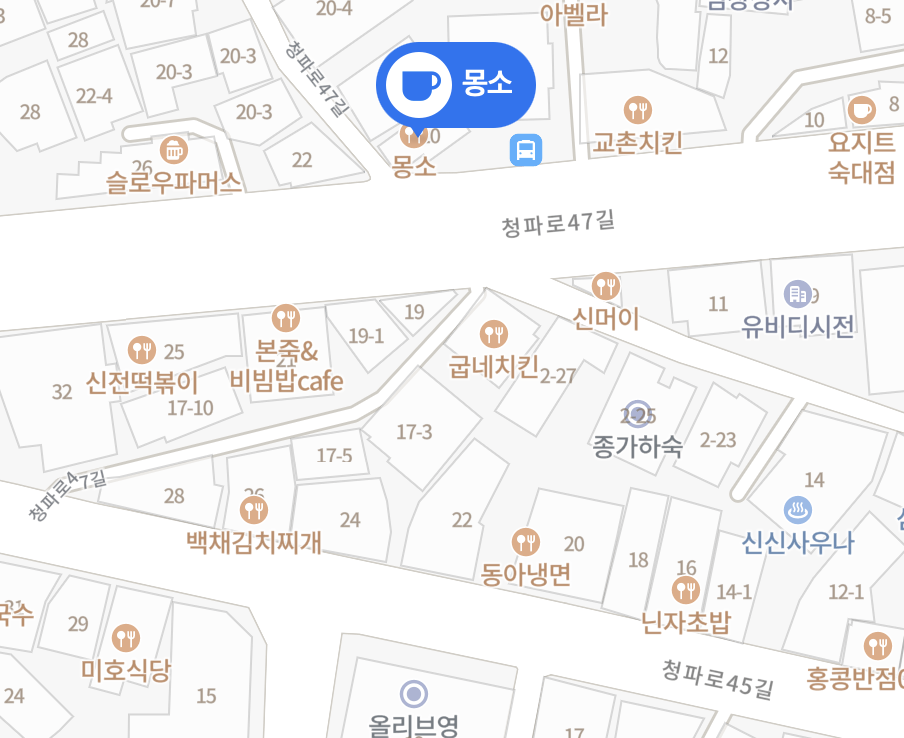 20-7
20-4
아벨라
8-5
28
20-3
20-3
청파로47길
몽소
12
22-4
28
20-3
8
10
교촌치킨
요지트
숙대점
22
몽소
26
슬로우파머스
청파로47길
신머이
11
유비디시전
19
19-1
25
본죽&
비빔밥cafe
신전떡볶이
굽네치킨
2-27
32
17-10
2-25
종가하숙
2-23
17-3
17-5
14
청파로47길
28
26
24
22
백채김치찌개
동아냉면
20
18
16
신신사우나
14-1
12-1
닌자초밥
국수
29
미호식당
15
24
청파로45길
홍콩반점0
올리브영
17